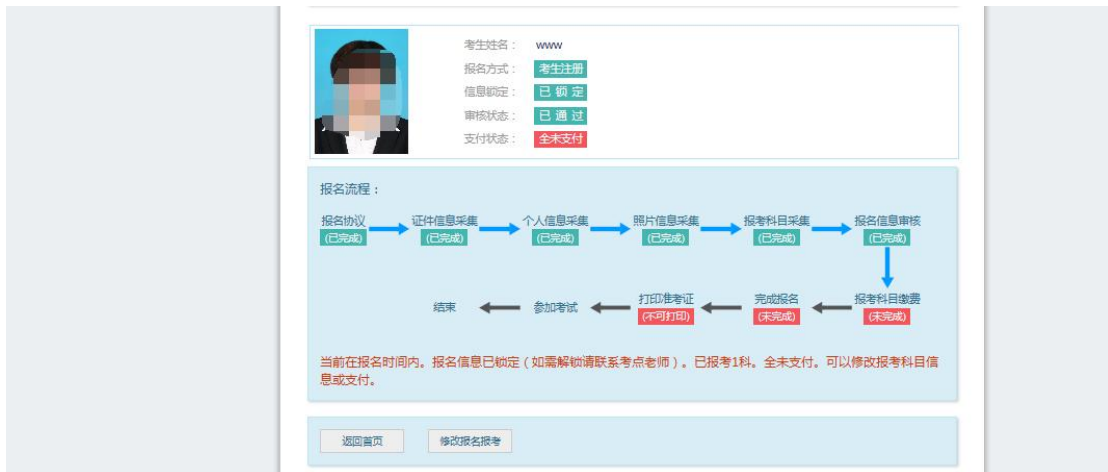 考生姓名： www
报名方式： 考生注册
信息锁定： 已 锁 定
审核状态： 已 通 过
支付状态： 全未支付
报名流程：
报名协议 证件信息采集 个人信息采集 照片信息采集 报考科目采集 报名信息审核
(已完成) (已完成) (已完成) (已完成) (已完成) (已完成)
结束 参加考试 打印准考证 完成报名 报考科目缴费
(不可打印) (未完成) (未完成)
当前在报名时间内。报名信息已锁定（如需解锁请联系考点老师）。已报考1科。全未支付。可以修改报考科目信
息或支付。
返回首页 修改报名报考